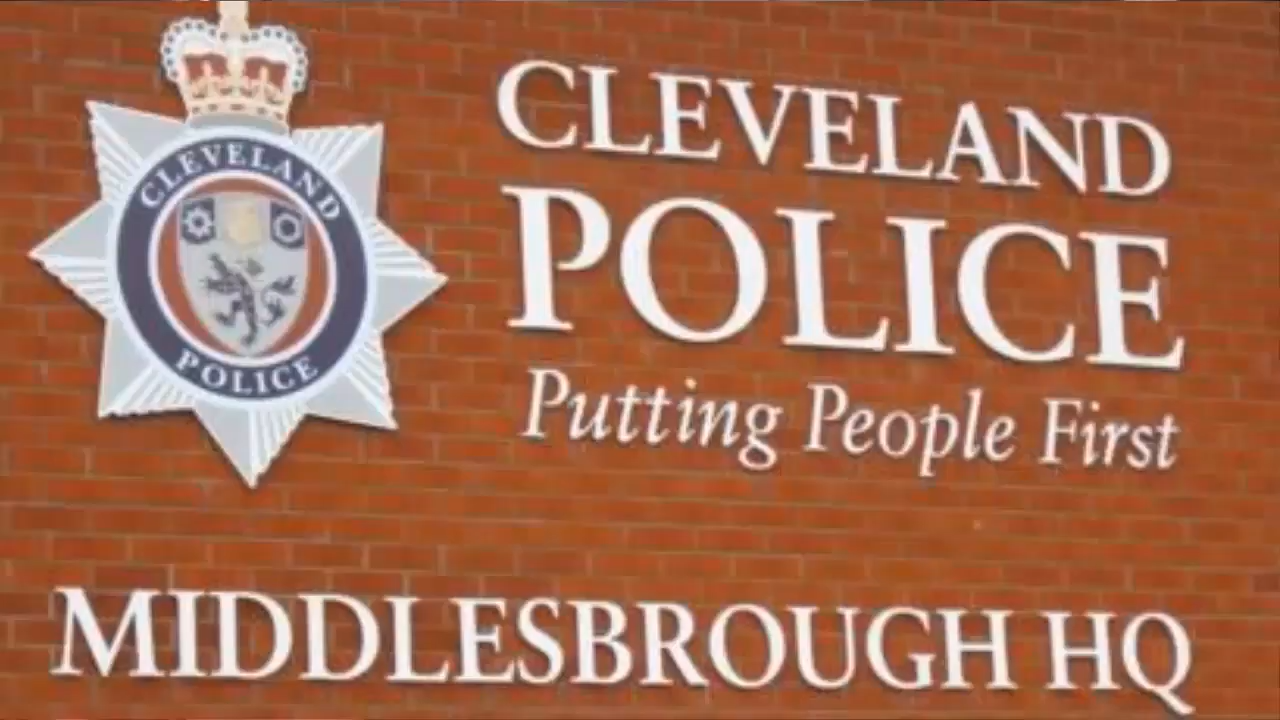 CLEVELAND
POLICE
CLEVELAND
POLICE
Putting People First
MIDDLESBROUGH HQ